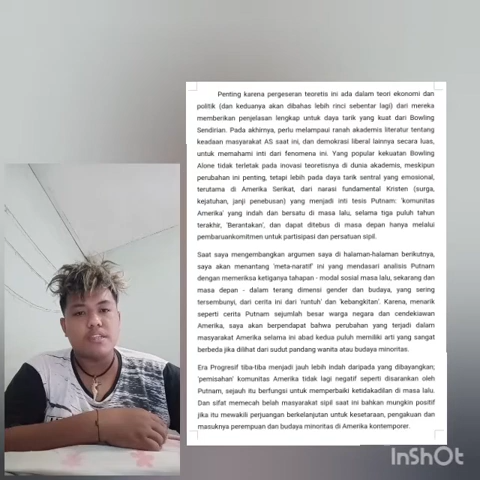 Penting karena pergeseran teoretis ini ada dalam teori ekonomi dan
politik (dan keduanya akan dibahas lebih rinci sebentar lagi) dari mereka
memberikan penjelasan lengkap untuk daya tarik yang kuat dari Bowling
Sendirian. Pada akhirnya, perlu melampaui ranah akademis literatur tentang
keadaan masyarakat AS saat ini, dan demokrasi liberal lainnya secara luas,
untuk memahami inti dari fenomena ini. Yang popular kekuatan Bowling
Alone tidak terletak pada inovasi teoretisnya di dunia akademis, meskipun
perubahan ini penting, tetapi lebih pada daya tarik sentral yang emosional,
terutama di Amerika Serikat, dari narasi fundamental Kristen (surga,
kejatuhan, janji penebusan) yang menjadi inti tesis Putnam: 'komunitas
Amerika' yang indah dan bersatu di masa lalu, selama tiga puluh tahun
terakhir, 'Berantakan', dan dapat ditebus di masa depan hanya melalui
pembaruankomitmen untuk partisipasi dan persatuan sipil.
Saat saya mengembangkan argumen saya di halaman-halaman berikutnya,
saya akan menantang 'meta-naratif' ini yang mendasari analisis Putnam
dengan memeriksa ketiganya tahapan - modal sosial masa lalu, sekarang dan
masa depan - dalam terang dimensi gender dan budaya, yang sering
tersembunyi, dari cerita ini dari 'runtuh' dan 'kebangkitan'. Karena, menarik
seperti cerita Putnam sejumlah besar warga negara dan cendekiawan
Amerika, saya akan berpendapat bahwa perubahan yang terjadi dalam
masyarakat Amerika selama ini abad kedua puluh memiliki arti yang sangat
berbeda jika dilihat dari sudut pandang wanita atau budaya minoritas.
Era Progresif tiba-tiba menjadi jauh lebih indah daripada yang dibayangkan;
'permisahan' komunitas Amerika tidak lagi negatif seperti disarankan oleh
Putnam, sejauh itu berfungsi untuk memperbaiki ketidakadilan di masa lalu.
Dan sifat memecah belah masyarakat sipil saat ini bahkan mungkin positif
jika itu mewakili perjuangan berkelanjutan untuk kesetaraan, pengakuan dan
masuknya perempuan dan budaya minoritas di Amerika kontemporer.
InShOt